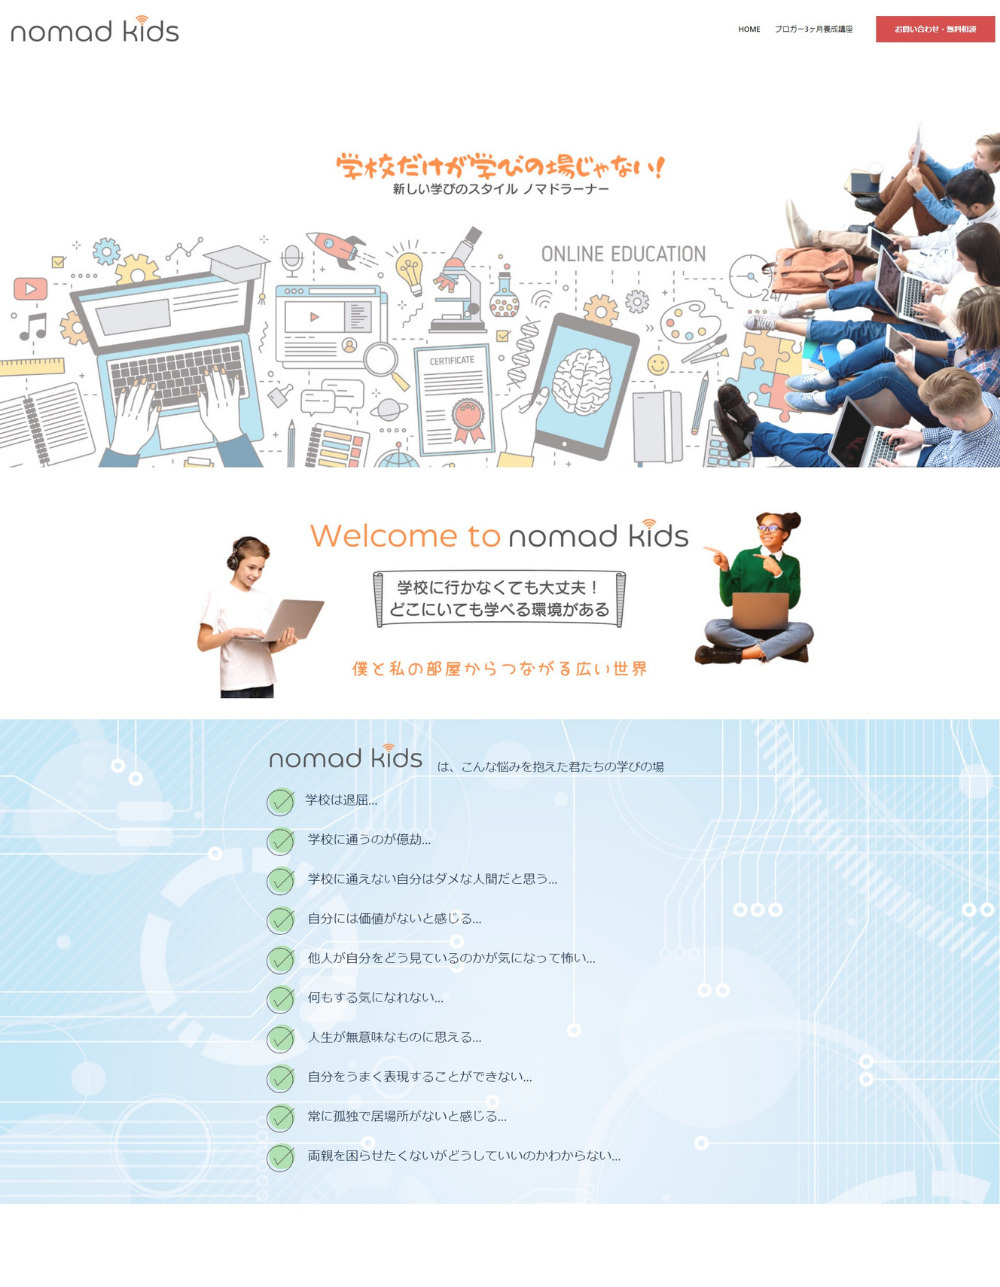 nomad kids
HOME
ブロガー3ヶ月養成講座
お問い合わせ・無料相談
学校だけが学びの場じゃない!
新しい学びのスタイル ノマドラーナー
ONLINE EDUCATION
24
CERTIFICATE
Welcome to nomad kids
学校に行かなくても大丈夫！
どこにいても学べる環境がある
僕と私の部屋からつながる広い世界
nomad kids は、こんな悩みを抱えた君たちの学びの場
学校は退屈...
学校に通うのが億劫...
学校に通えない自分はダメな人間だと思う...
自分には価値がないと感じる...
他人が自分をどう見ているのかが気になって怖い...
何もする気になれない...
人生が無意味なものに思える...
自分をうまく表現することができない...
常に孤独で居場所がないと感じる...
両親を困らせたくないがどうしていいのかわからない...